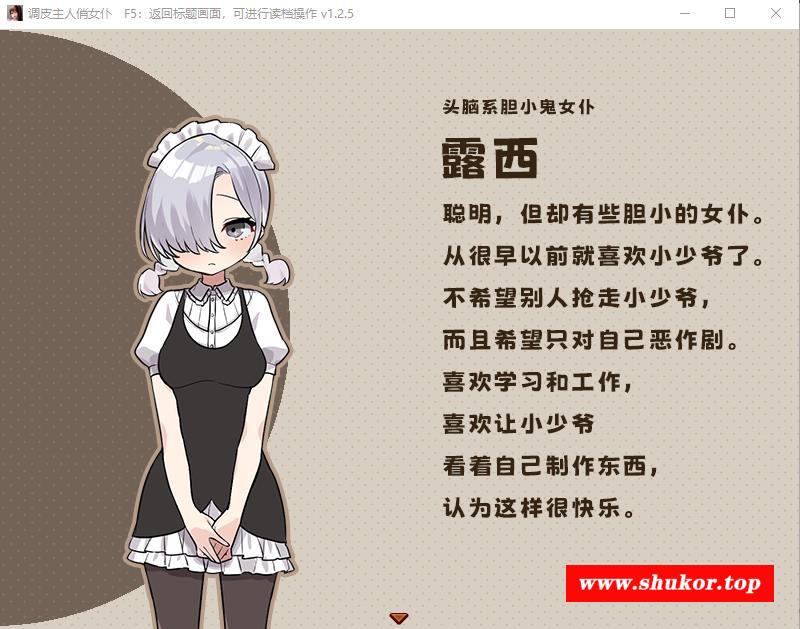 调皮主人俏女仆    F5：返回标题画面，可进行读档操作 v1.2.5
头脑系胆小鬼女仆
露西
聪明，但却有些胆小的女仆。
从很早以前就喜欢小少爷了。
不希望别人抢走小少爷，
而且希望只对自己恶作剧。
喜欢学习和工作，
喜欢让小少爷
看着自己制作东西，
认为这样很快乐。
www.shukor.top